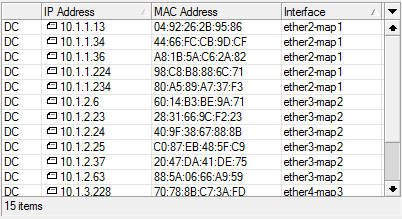 IP Address MAC Address Interface
DC 10.1.1.13 04:92:26:2B:95:86 ether2-map1
DC 10.1.1.34 44:66:FC:CB:9D:CF ether2-map1
DC 10.1.1.36 A8:1B:5A:C6:2A:82 ether2-map1
DC 10.1.1.224 98:C8:B8:88:6C:71 ether2-map1
DC 10.1.1.234 80:A5:89:A7:37:F3 ether2-map1
DC 10.1.2.6 60:14:B3:BE:9A:71 ether3-map2
DC 10.1.2.23 28:31:66:9C:F2:23 ether3-map2
DC 10.1.2.24 40:9F:38:67:88:8B ether3-map2
DC 10.1.2.25 C0:87:EB:48:5F:C9 ether3-map2
DC 10.1.2.37 20:47:DA:41:DE:75 ether3-map2
DC 10.1.2.63 88:5A:06:66:A9:59 ether3-map2
DC 10.1.3.228 70:78:8B:C7:3A:FD ether4-map3
15 items